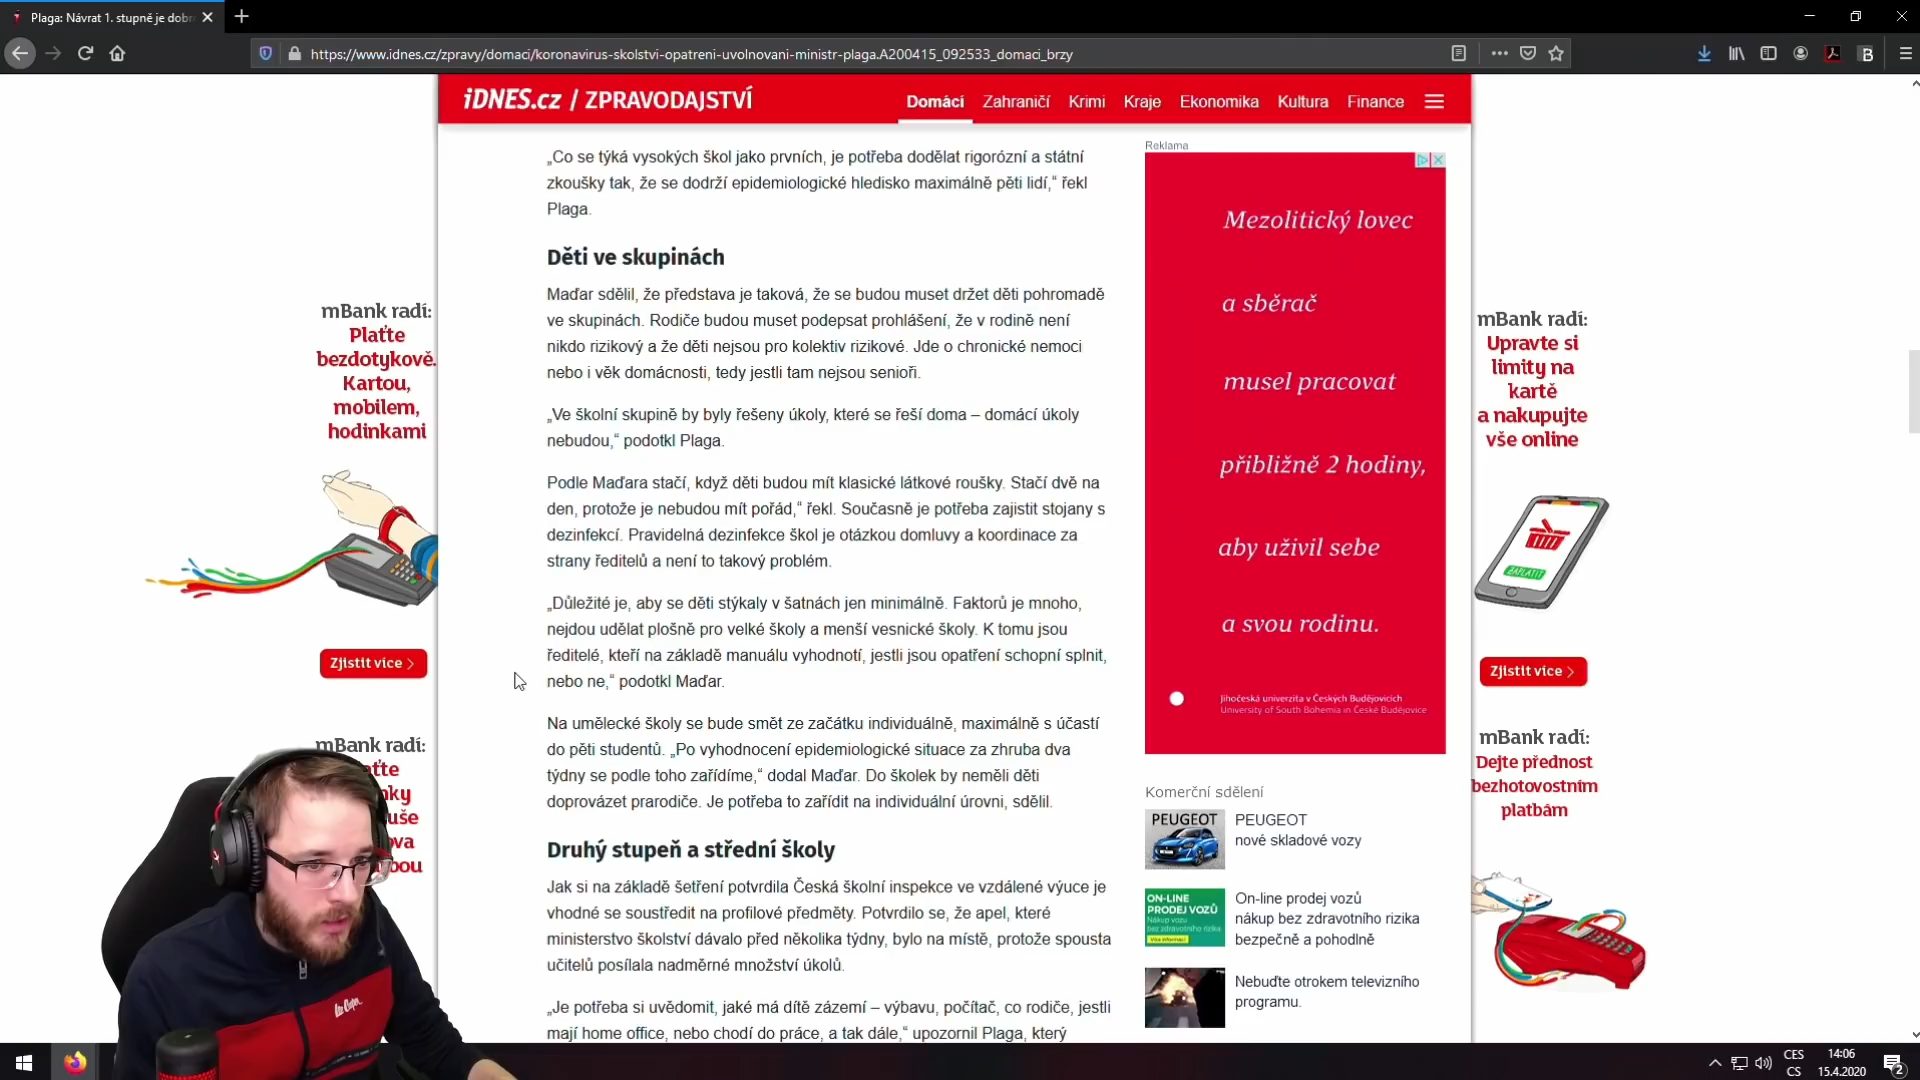 Plaga: Návrat 1. stupně je dobr
https://www.idnes.cz/zpravy/domaci/koronavirus-skolstvi-opatreni-uvolnovani-ministr-plaga.A200415_092533_domaci_brzy
iDNES.cz / ZPRAVODAJSTVÍ
Domácí Zahraničí Krimi Kraje Ekonomika Kultura Finance
„Co se týká vysokých škol jako prvních, je potřeba dodělat rigorózní a státní
zkoušky tak, že se dodrží epidemiologické hledisko maximálně pěti lidí,“ řekl
Plaga.
Děti ve skupinách
Maďar sdělil, že představa je taková, že se budou muset držet děti pohromadě
ve skupinách. Rodiče budou muset podepsat prohlášení, že v rodině není
nikdo rizikový a že děti nejsou pro kolektiv rizikové. Jde o chronické nemoci
nebo i věk domácnosti, tedy jestli tam nejsou senioři.
„Ve školní skupině by byly řešeny úkoly, které se řeší doma – domácí úkoly
nebudou,“ podotkl Plaga.
Podle Maďara stačí, když děti budou mít klasické látkové roušky. Stačí dvě na
den, protože je nebudou mít pořád,“ řekl. Současně je potřeba zajistit stojany s
dezinfekcí. Pravidelná dezinfekce škol je otázkou domluvy a koordinace za
strany ředitelů a není to takový problém.
„Důležité je, aby se děti stýkaly v šatnách jen minimálně. Faktorů je mnoho,
nejdou udělat plošně pro velké školy a menší vesnické školy. K tomu jsou
ředitelé, kteří na základě manuálu vyhodnotí, jestli jsou opatření schopní splnit,
nebo ne,“ podotkl Maďar.
Na umělecké školy se bude smět ze začátku individuálně, maximálně s účastí
do pěti studentů. „Po vyhodnocení epidemiologické situace za zhruba dva
týdny se podle toho zařídíme,“ dodal Maďar. Do školek by neměli děti
doprovázet prarodiče. Je potřeba to zařídit na individuální úrovni, sdělil.
Druhý stupeň a střední školy
Jak si na základě šetření potvrdila Česká školní inspekce ve vzdálené výuce je
vhodné se soustředit na profilové předměty. Potvrdilo se, že apel, které
ministerstvo školství dávalo před několika týdny, bylo na místě, protože spousta
učitelů posílala nadměrné množství úkolů.
„Je potřeba si uvědomit, jaké má dítě zázemí – výbavu, počítač, co rodiče, jestli
mají home office, nebo chodí do práce, a tak dále,“ upozornil Plaga, který
mBank radí:
Plaťte
bezdotykově.
Kartou,
mobilem,
hodinkami
Zjistit více
mBank radí:
aťte
nky
uše
ova
bou
Reklama
Mezolitický lovec
a sběrač
musel pracovat
přibližně 2 hodiny,
aby uživil sebe
a svou rodinu.
Jihočeská univerzita v Českých Budějovicích
University of South Bohemia in České Budějovice
Komerční sdělení
PEUGEOT
PEUGEOT
nové skladové vozy
ON-LINE
PRODEJ VOZŮ
Nákup vozu
bez zdravotního rizika
Více informací
On-line prodej vozů
nákup bez zdravotního rizika
bezpečně a pohodlně
Nebuďte otrokem televizního
programu.
mBank radí:
Upravte si
limity na
kartě
a nakupujte
vše online
ZAPLATIT
Zjistit více
mBank radí:
Dejte přednost
bezhotovostním
platbám
Lee Cooper
CES
CS
14:06
15.4.2020
2